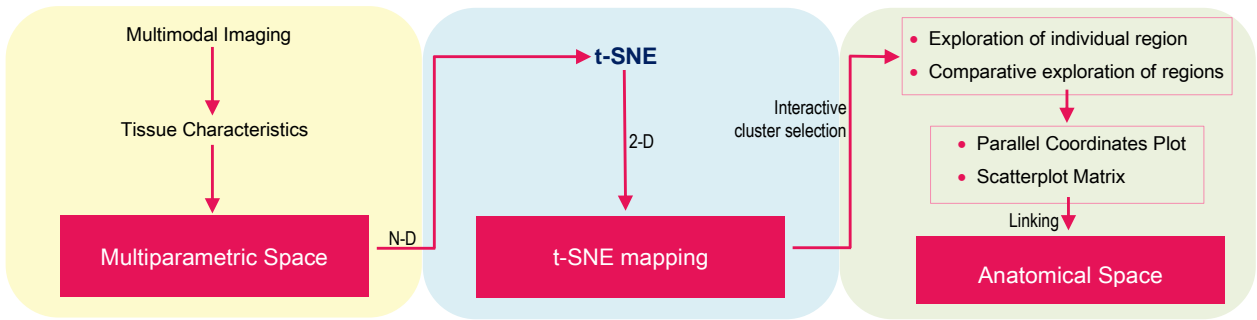 Multimodal Imaging
Tissue Characteristics
Multiparametric Space
N-D
t-SNE
2-D
t-SNE mapping
Interactive
cluster selection
• Exploration of individual region
• Comparative exploration of regions
• Parallel Coordinates Plot
• Scatterplot Matrix
Linking
Anatomical Space